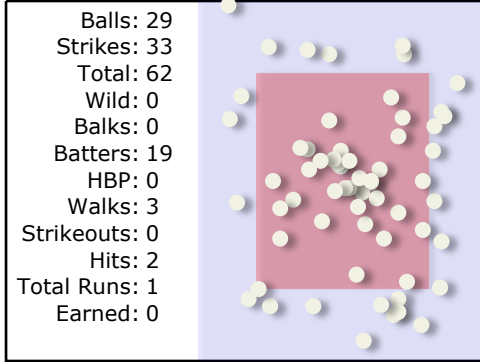 Balls: 29
Strikes: 33
Total: 62
Wild: 0
Balks: 0
Batters: 19
HBP: 0
Walks: 3
Strikeouts: 0
Hits: 2
Total Runs: 1
Earned: 0